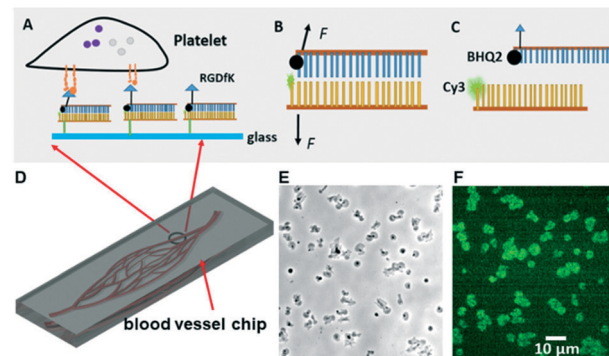 A
Platelet
RGDfK
glass
B
F
F
C
BHQ2
Cy3
D
blood vessel chip
E
F
10 μm